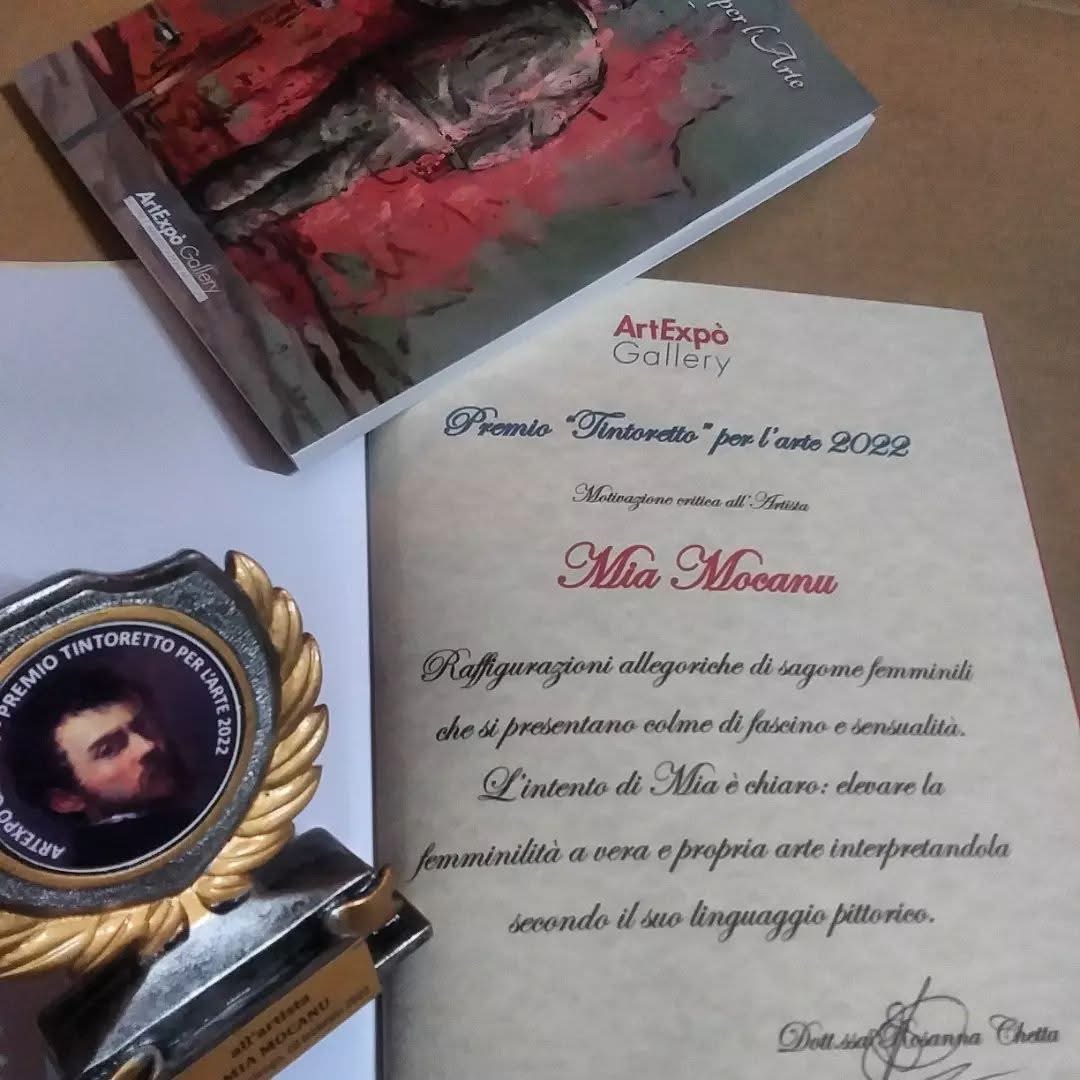 per l'Arte
ArtExpò Gallery
ArtExpò
Gallery
Premio "Tintoretto" per l'arte 2022
Motivazione critica all'Artista
Mia Mocanu
Raffigurazioni allegoriche di sagome femminili
che si presentano colme di fascino e sensualità.
L'intento di Mia è chiaro: elevare la
femminilità a vera e propria arte interpretandola
secondo il suo linguaggio pittorico.
Dott.ssa Rosanna Chetta
PREMIO TINTORETTO PER L'ARTE 2022
ARTEXPÒ
all'artista
MIA MOCANU